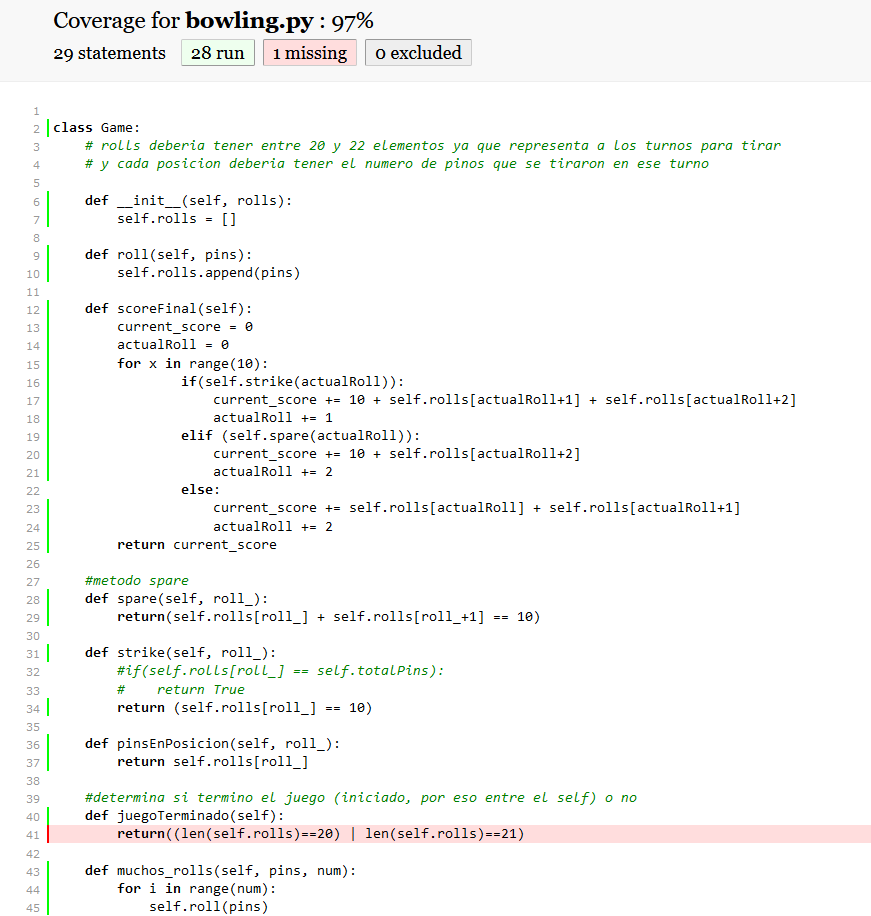 Coverage for bowling.py : 97%
29 statements 28 run 1 missing 0 excluded
1
2 class Game:
3 # rolls deberia tener entre 20 y 22 elementos ya que representa a los turnos para tirar
4 # y cada posicion deberia tener el numero de pinos que se tiraron en ese turno
5
6 def __init__(self, rolls):
7 self.rolls = []
8
9 def roll(self, pins):
10 self.rolls.append(pins)
11
12 def scoreFinal(self):
13 current_score = 0
14 actualRoll = 0
15 for x in range(10):
16 if(self.strike(actualRoll)):
17 current_score += 10 + self.rolls[actualRoll+1] + self.rolls[actualRoll+2]
18 actualRoll += 1
19 elif (self.spare(actualRoll)):
20 current_score += 10 + self.rolls[actualRoll+2]
21 actualRoll += 2
22 else:
23 current_score += self.rolls[actualRoll] + self.rolls[actualRoll+1]
24 actualRoll += 2
25 return current_score
26
27 #metodo spare
28 def spare(self, roll_):
29 return(self.rolls[roll_] + self.rolls[roll_+1] == 10)
30
31 def strike(self, roll_):
32 #if(self.rolls[roll_] == self.totalPins):
33 # return True
34 return (self.rolls[roll_] == 10)
35
36 def pinsEnPosicion(self, roll_):
37 return self.rolls[roll_]
38
39 #determina si termino el juego (iniciado, por eso entre el self) o no
40 def juegoTerminado(self):
41 return((len(self.rolls)==20) | len(self.rolls)==21)
42
43 def muchos_rolls(self, pins, num):
44 for i in range(num):
45 self.roll(pins)